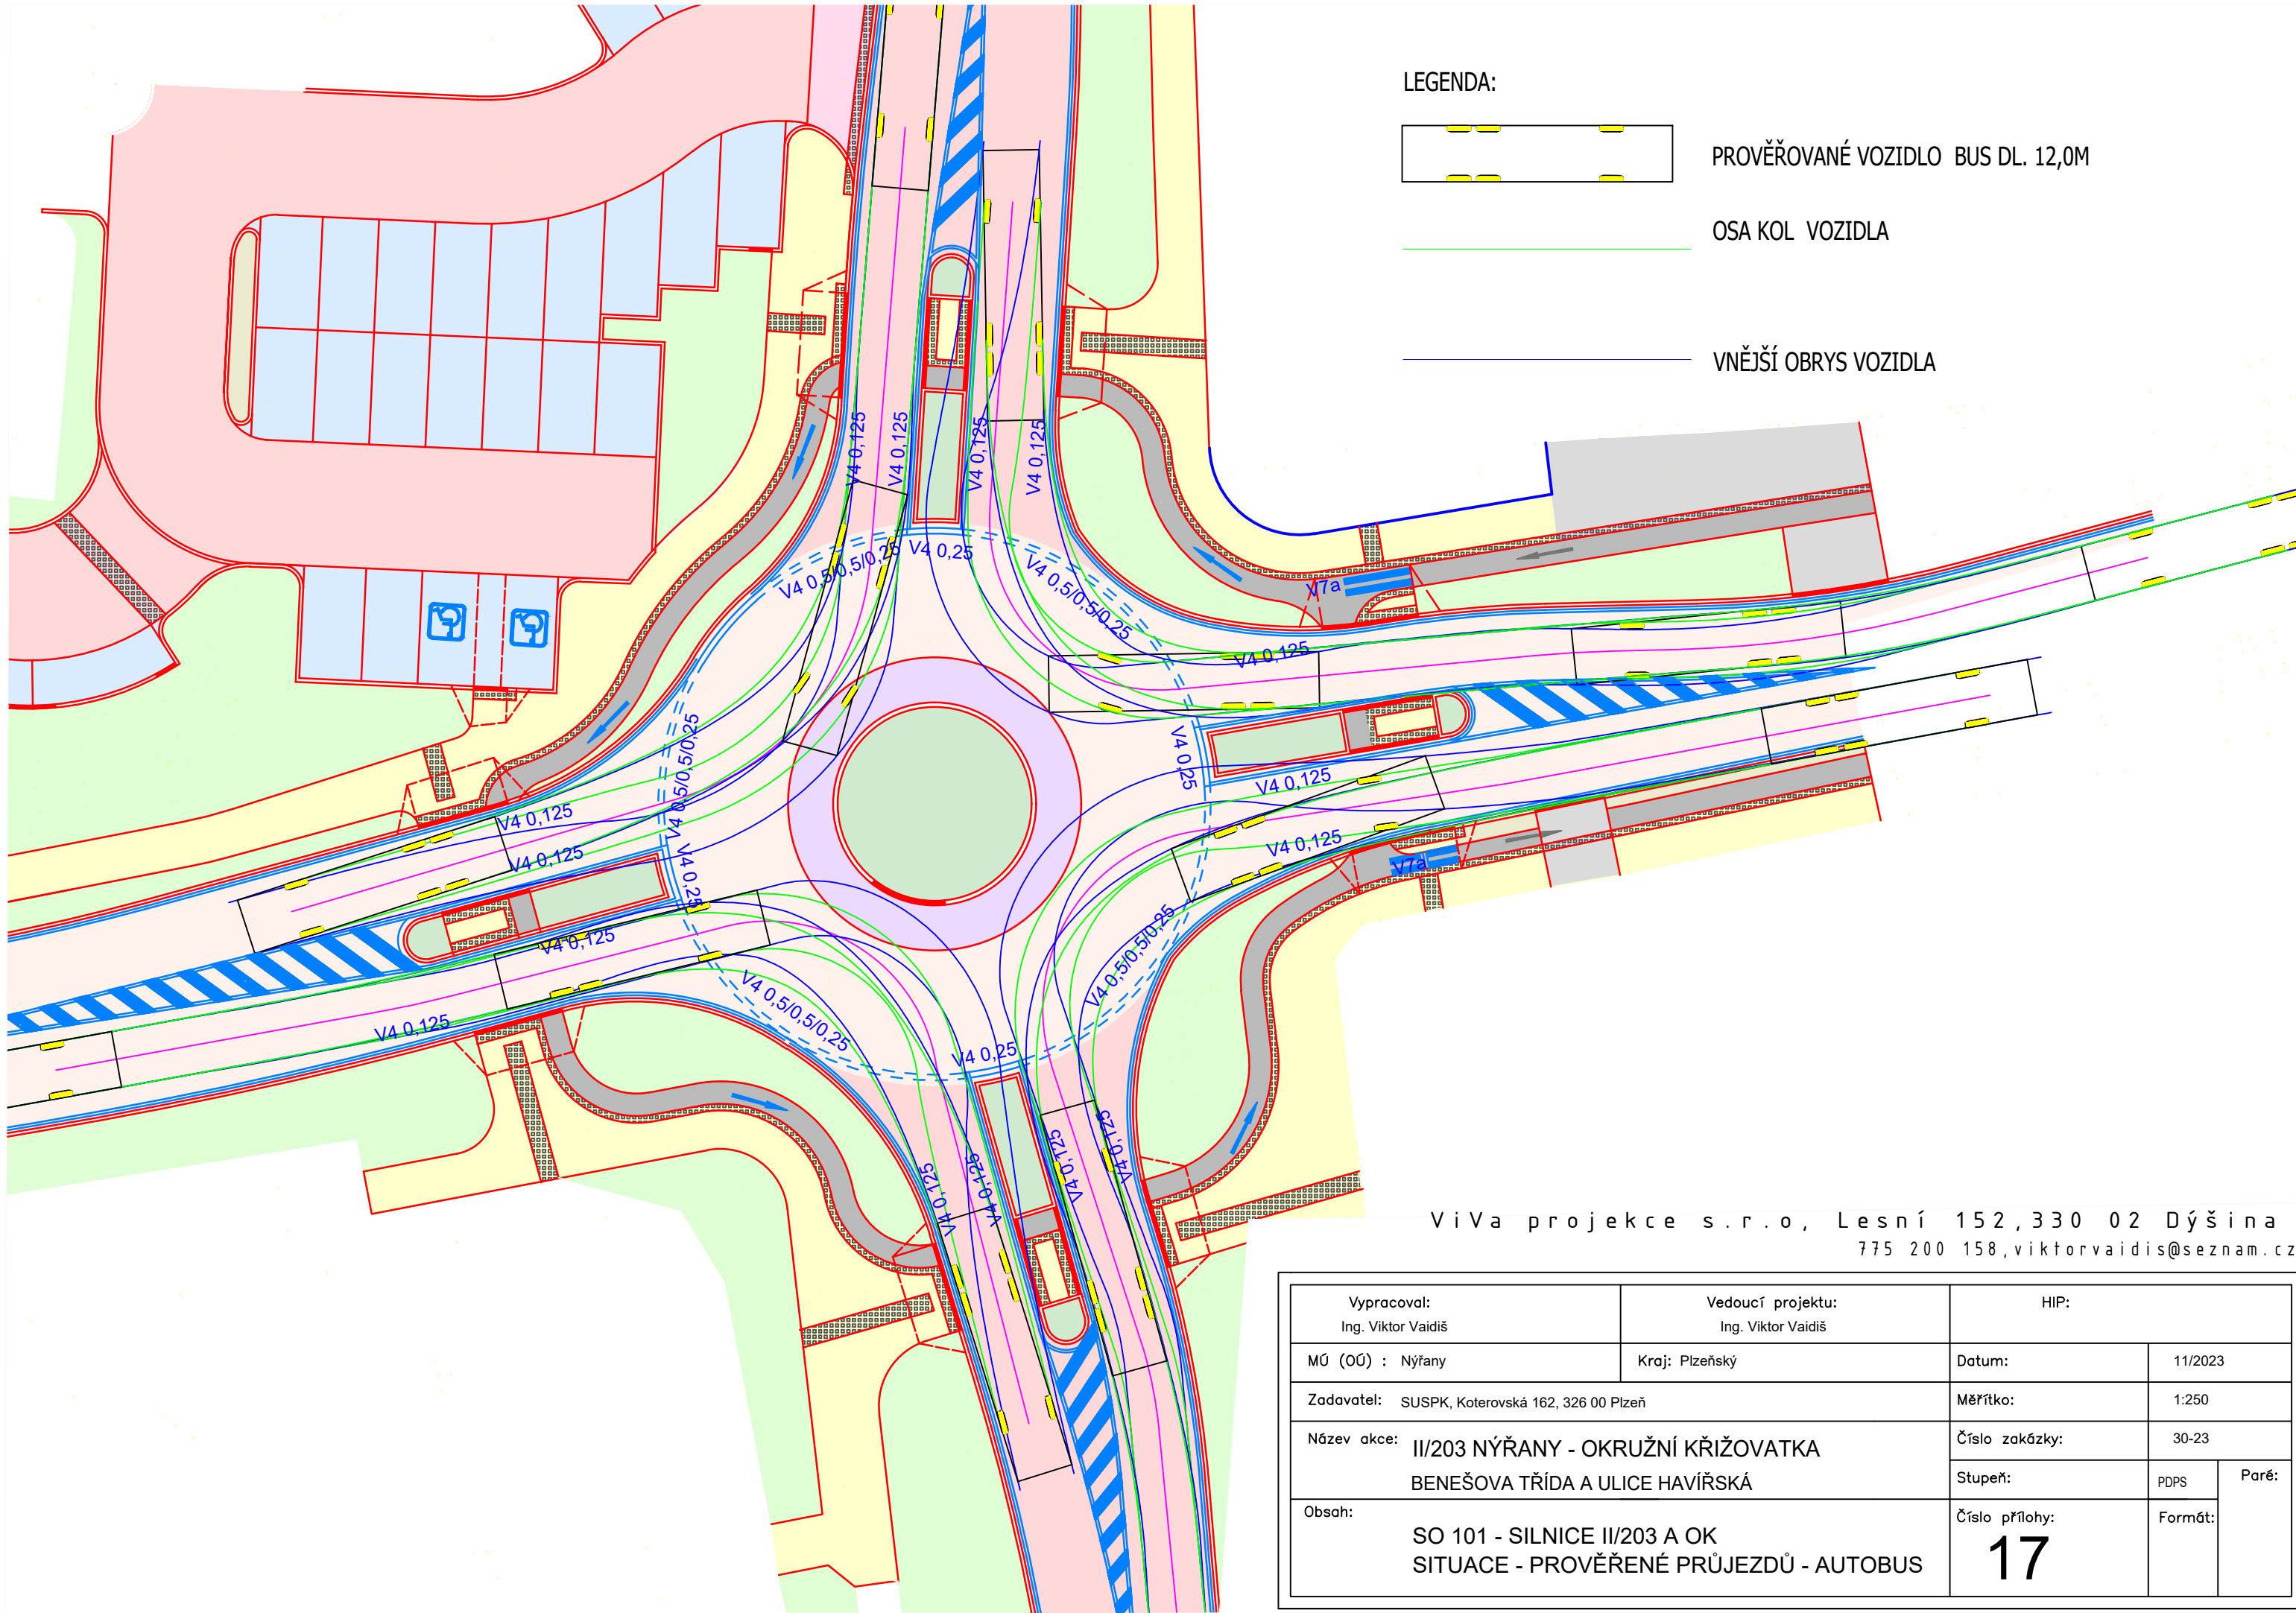 LEGENDA:
PROVĚŘOVANÉ VOZIDLO BUS DL. 12,0M
OSA KOL VOZIDLA
VNĚJŠÍ OBRYS VOZIDLA
V4 0,125
V4 0,125
V4 0,125
V4 0,125
V4 0,5/0,5/0,25
V4 0,25
V4 0,5/0,5/0,25
V7a
V4 0,125
V4 0,25
V4 0,125
V4 0,125
V7a
V4 0,5/0,5/0,25
V4 0,125
V4 0,125
V4 0,25
V4 0,125
V4 0,125
V4 0,5/0,5/0,25
V4 0,5/0,5/0,25
V4 0,25
V4 0,125
V4 0,125
V4 0,125
V4 0,125
ViVa projekce s.r.o, Lesní 152,330 02 Dýšina
775 200 158,viktorvaidis@seznam.cz
Vypracoval:
Ing. Viktor Vaidiš
Vedoucí projektu:
Ing. Viktor Vaidiš
HIP:
MÚ (OÚ) : Nýřany
Kraj: Plzeňský
Datum: 11/2023
Zadavatel: SUSPK, Koterovská 162, 326 00 Plzeň
Měřítko: 1:250
Název akce: II/203 NÝŘANY - OKRUŽNÍ KŘIŽOVATKA
BENEŠOVA TŘÍDA A ULICE HAVÍŘSKÁ
Číslo zakázky: 30-23
Stupeň: PDPS
Paré:
Obsah:
SO 101 - SILNICE II/203 A OK
SITUACE - PROVĚŘENÉ PRŮJEZDŮ - AUTOBUS
Číslo přílohy:
17
Formát: